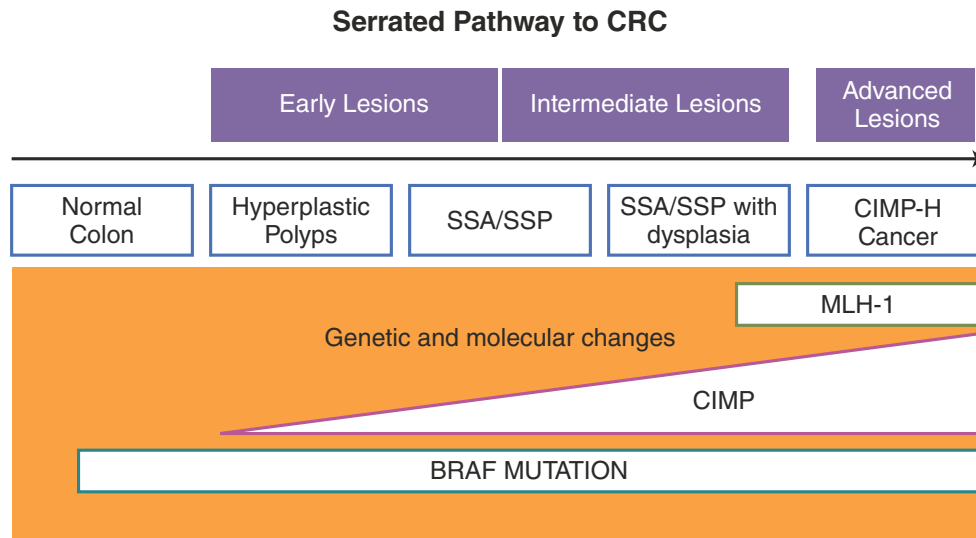 Serrated Pathway to CRC
Early Lesions
Intermediate Lesions
Advanced
Lesions
Normal
Colon
Hyperplastic
Polyps
SSA/SSP
SSA/SSP with
dysplasia
CIMP-H
Cancer
MLH-1
Genetic and molecular changes
CIMP
BRAF MUTATION